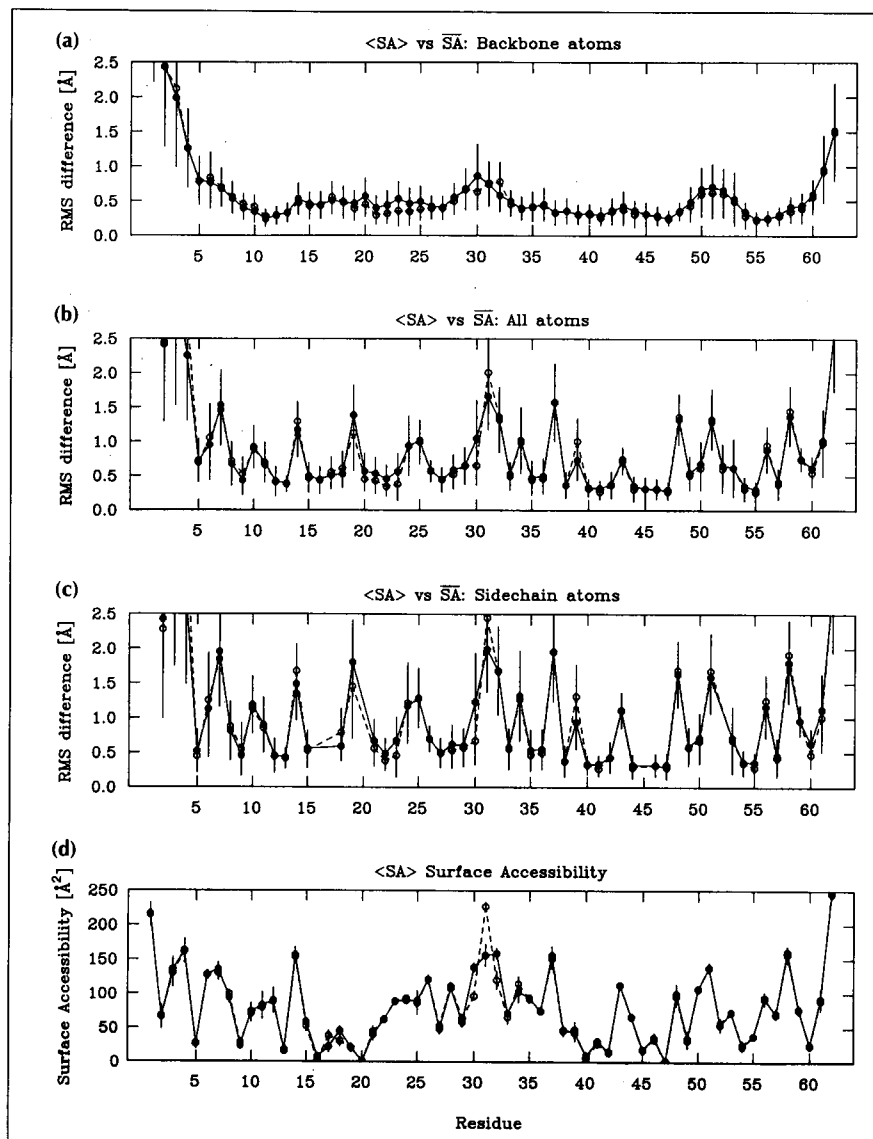 (a)
<SA> vs S̅A̅: Backbone atoms
RMS difference [Å]
2.5
2.0
1.5
1.0
0.5
0.0
5 10 15 20 25 30 35 40 45 50 55 60
(b)
<SA> vs S̅A̅: All atoms
RMS difference [Å]
2.5
2.0
1.5
1.0
0.5
0.0
5 10 15 20 25 30 35 40 45 50 55 60
(c)
<SA> vs S̅A̅: Sidechain atoms
RMS difference [Å]
2.5
2.0
1.5
1.0
0.5
0.0
5 10 15 20 25 30 35 40 45 50 55 60
(d)
<SA> Surface Accessibility
Surface Accessibility [Å²]
250
200
150
100
50
0
5 10 15 20 25 30 35 40 45 50 55 60
Residue